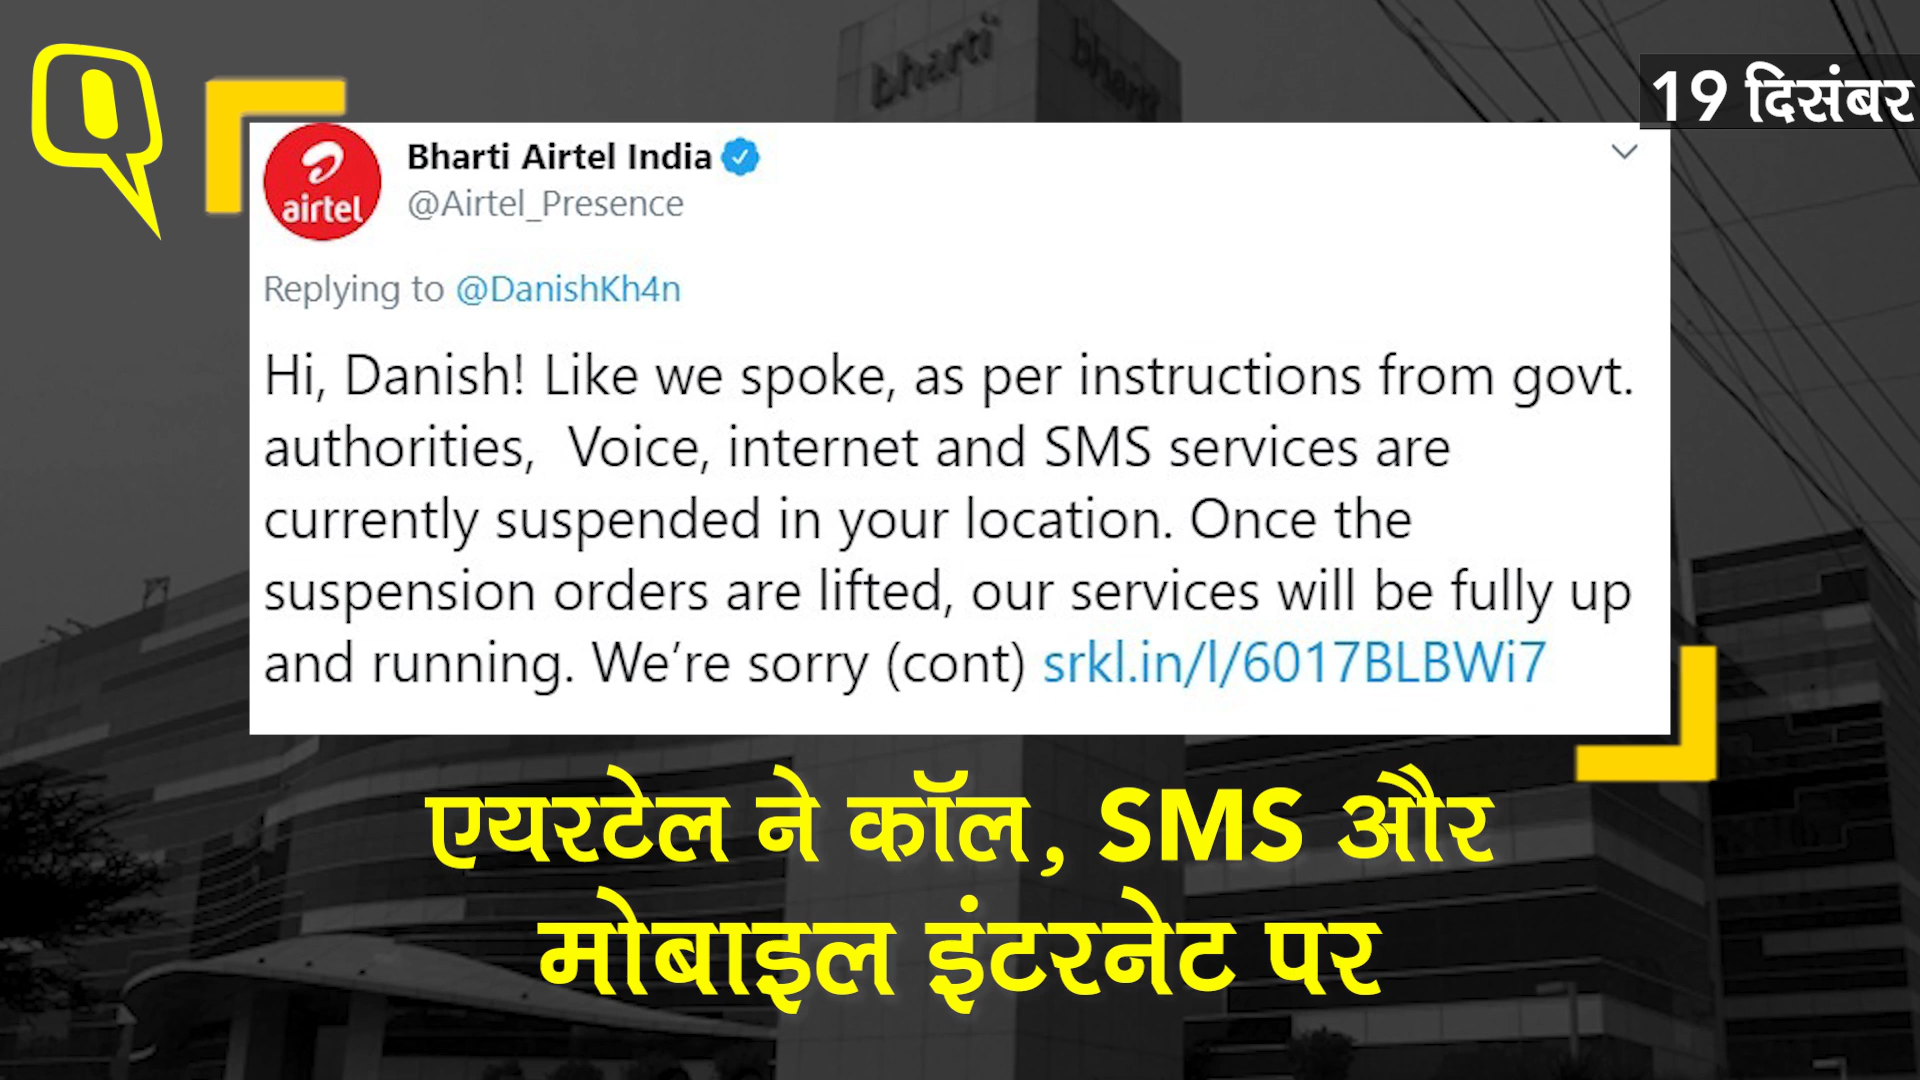 bharti
bharti
19 दिसंबर
airtel
Bharti Airtel India
@Airtel_Presence
Replying to @DanishKh4n
Hi, Danish! Like we spoke, as per instructions from govt.
authorities,  Voice, internet and SMS services are
currently suspended in your location. Once the
suspension orders are lifted, our services will be fully up
and running. We’re sorry (cont) srkl.in/l/6017BLBWi7
एयरटेल ने कॉल, SMS और
मोबाइल इंटरनेट पर